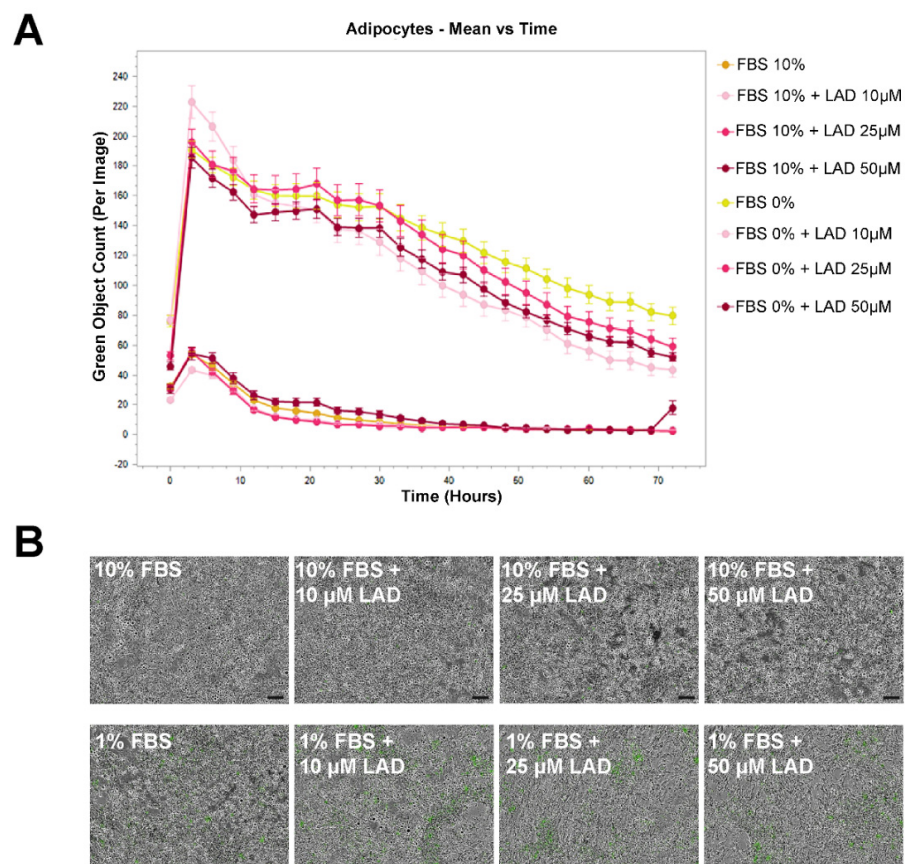 A
Adipocytes - Mean vs Time
Green Object Count (Per Image)
240
220
200
180
160
140
120
100
80
60
40
20
0
-20
0
10
20
30
40
50
60
70
Time (Hours)
FBS 10%
FBS 10% + LAD 10µM
FBS 10% + LAD 25µM
FBS 10% + LAD 50µM
FBS 0%
FBS 0% + LAD 10µM
FBS 0% + LAD 25µM
FBS 0% + LAD 50µM
B
10% FBS
10% FBS +
10 µM LAD
10% FBS +
25 µM LAD
10% FBS +
50 µM LAD
1% FBS
1% FBS +
10 µM LAD
1% FBS +
25 µM LAD
1% FBS +
50 µM LAD